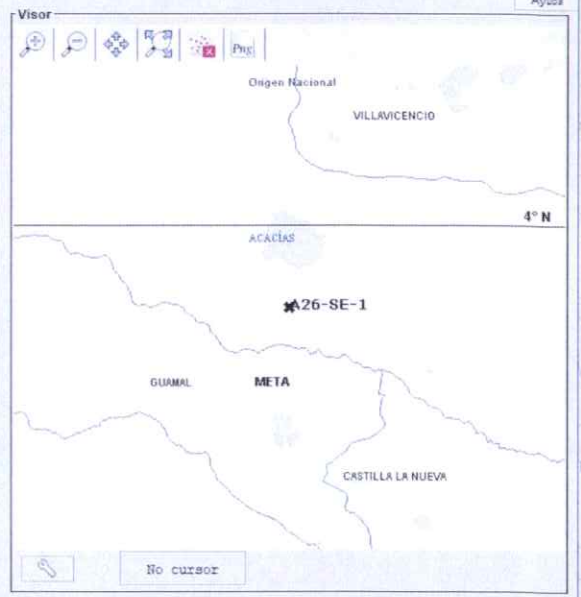 Ayuda
Visor
Png
Origen Nacional
VILLAVICENCIO
4° N
ACACÍAS
A26-SE-1
GUAMAL
META
CASTILLA LA NUEVA
No cursor